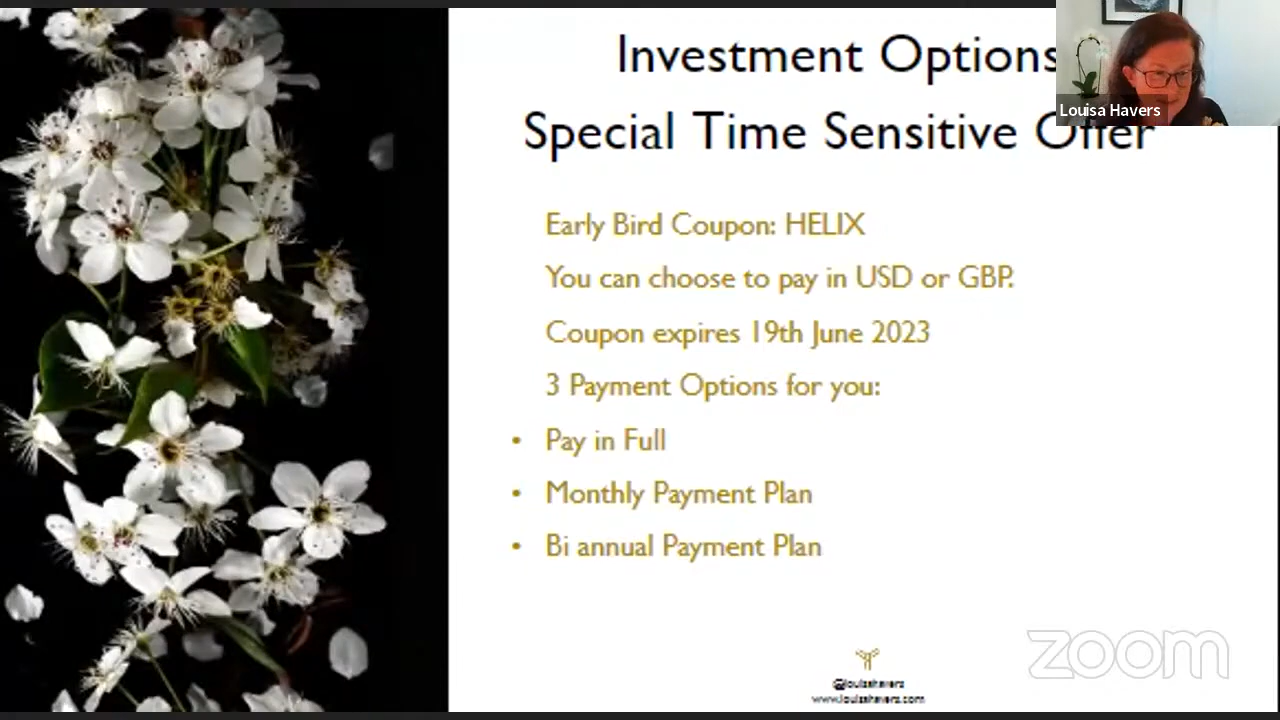 Investment Options
Special Time Sensitive Offer
Louisa Havers
Early Bird Coupon: HELIX
You can choose to pay in USD or GBP.
Coupon expires 19th June 2023
3 Payment Options for you:
• Pay in Full
• Monthly Payment Plan
• Bi annual Payment Plan
zoom
@louisahavers
www.louisahavers.com